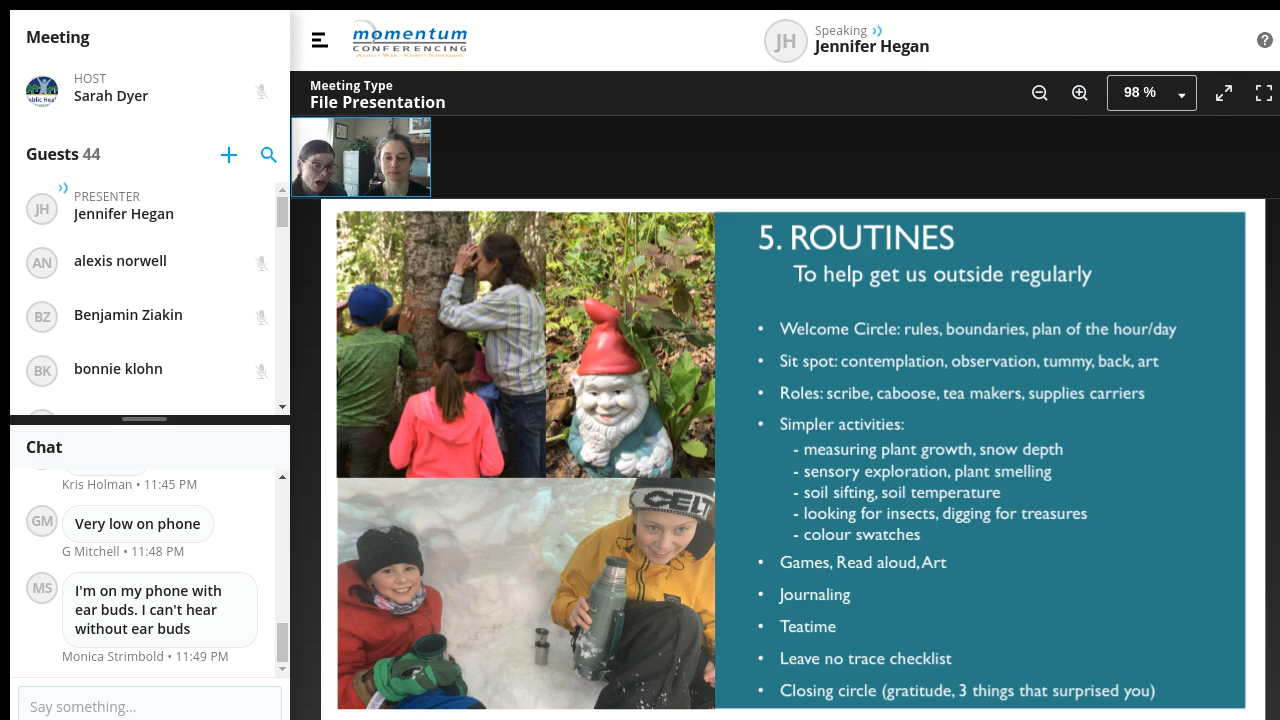 Meeting
HOST
Sarah Dyer
Guests 44
PRESENTER
JH
Jennifer Hegan
AN
alexis norwell
BZ
Benjamin Ziakin
BK
bonnie klohn
Chat
Kris Holman • 11:45 PM
GM
Very low on phone
G Mitchell • 11:48 PM
MS
I'm on my phone with
ear buds. I can't hear
without ear buds
Monica Strimbold • 11:49 PM
Say something...
momentum
CONFERENCING
JH
Speaking
Jennifer Hegan
?
Meeting Type
File Presentation
98 %
5. ROUTINES
To help get us outside regularly
• Welcome Circle: rules, boundaries, plan of the hour/day
• Sit spot: contemplation, observation, tummy, back, art
• Roles: scribe, caboose, tea makers, supplies carriers
• Simpler activities:
- measuring plant growth, snow depth
- sensory exploration, plant smelling
- soil sifting, soil temperature
- looking for insects, digging for treasures
- colour swatches
• Games, Read aloud, Art
• Journaling
• Teatime
• Leave no trace checklist
• Closing circle (gratitude, 3 things that surprised you)